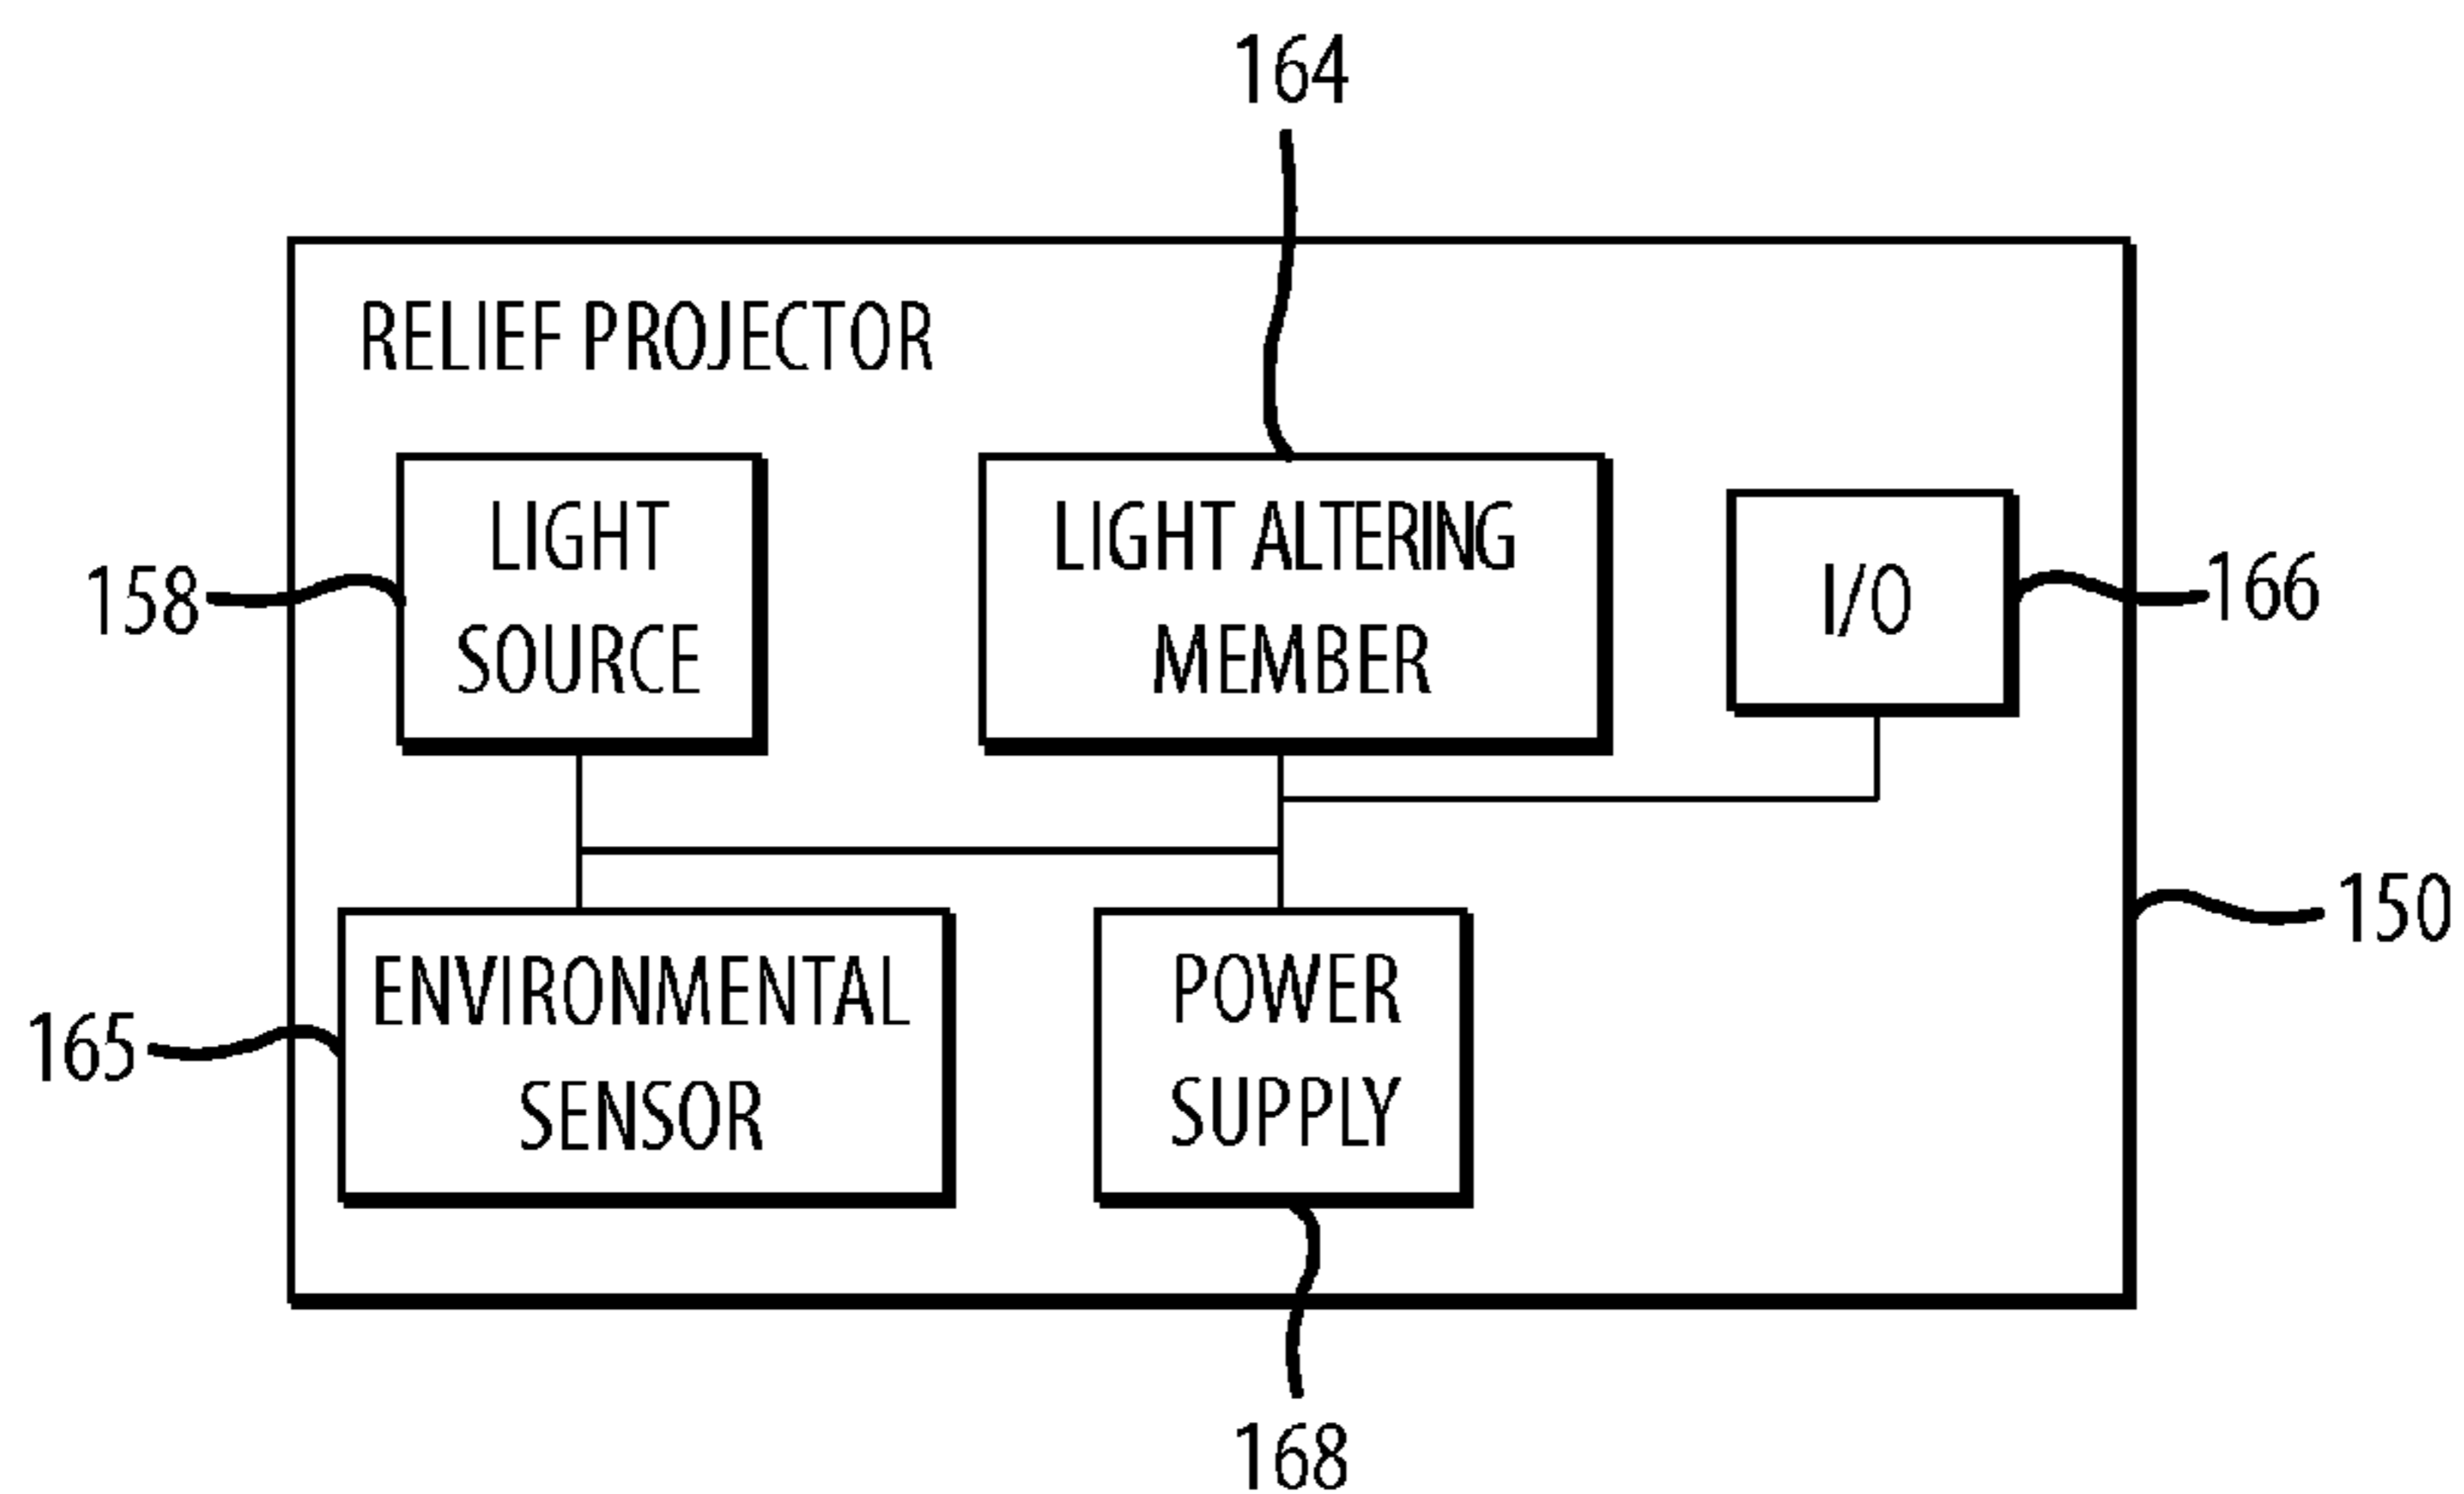 164
RELIEF PROJECTOR
LIGHT
SOURCE
LIGHT ALTERING
MEMBER
I/O
158
166
150
ENVIRONMENTAL
SENSOR
POWER
SUPPLY
165
168